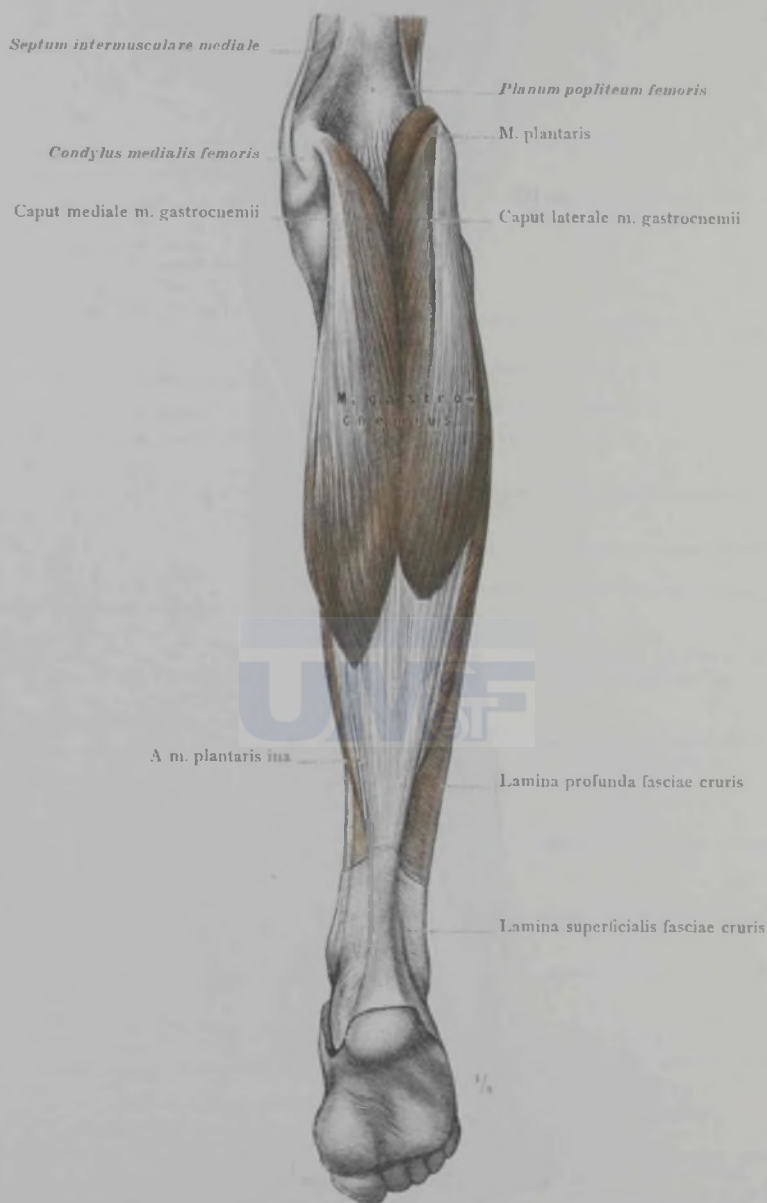 Septum intermusculare mediale
Planum popliteum femoris
M. plantaris
Condylus medialis femoris
Caput mediale m. gastrocnemii
Caput laterale m. gastrocnemii
M. gastro-
cnemius
A m. plantaris
Lamina profunda fasciae cruris
Lamina superficialis fasciae cruris